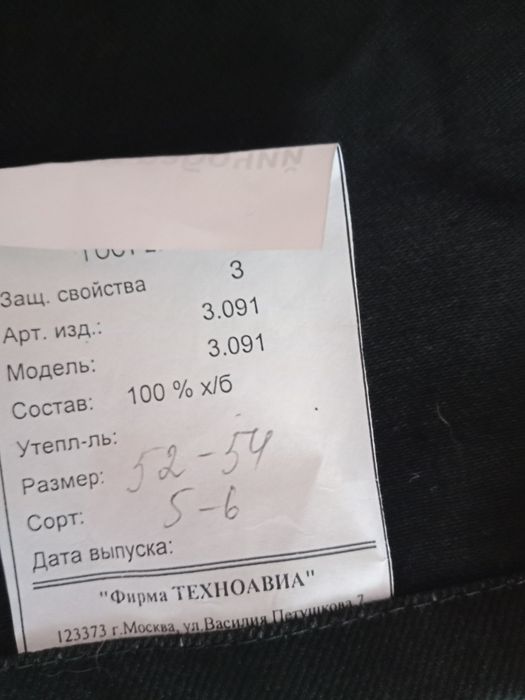 Защ. свойства 3
Арт. изд.: 3.091
Модель: 3.091
Состав: 100 % х/б
Утепл-ль:
Размер: 52-54
Сорт: 5-6
Дата выпуска:
"Фирма ТЕХНОАВИА"
123373 г.Москва, ул.Василия Петушкова 7